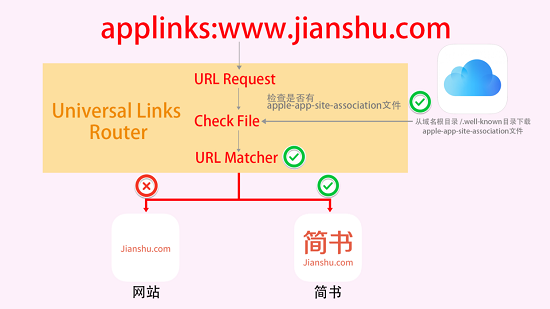 applinks:www.jianshu.com
URL Request
检查是否有
apple-app-site-association文件
Universal Links
Router
Check File
从域名根目录 /.well-known目录下载
apple-app-site-association文件
URL Matcher
Jianshu.com
网站
简书
Jianshu.com
简书